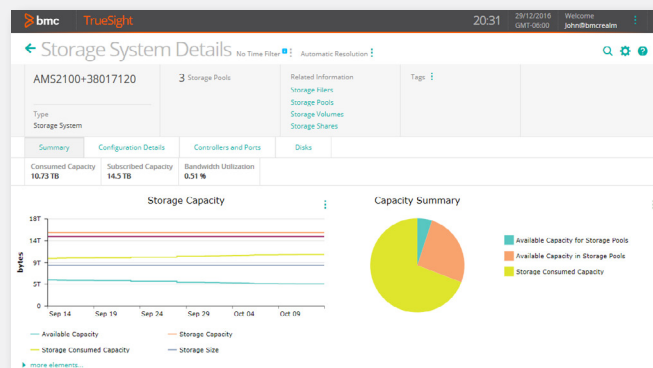 bmc TrueSight 20:31 29/12/2016 Welcome
GMT-06:00 John@bmcrealm
Storage System Details No Time Filter Automatic Resolution
AMS2100+38017120
3 Storage Pools
Related Information
Storage Filers
Storage Pools
Storage Volumes
Storage Shares
Tags
Type
Storage System
Summary Configuration Details Controllers and Ports Disks
Consumed Capacity Subscribed Capacity Bandwidth Utilization
10.73 TB 14.5 TB 0.51 %
Storage Capacity
18T
14T
9T
5T
0
bytes
Sep 14 Sep 19 Sep 24 Sep 29 Oct 04 Oct 09
Available Capacity Storage Capacity
Storage Consumed Capacity Storage Size
more elements...
Capacity Summary
Available Capacity for Storage Pools
Available Capacity in Storage Pools
Storage Consumed Capacity